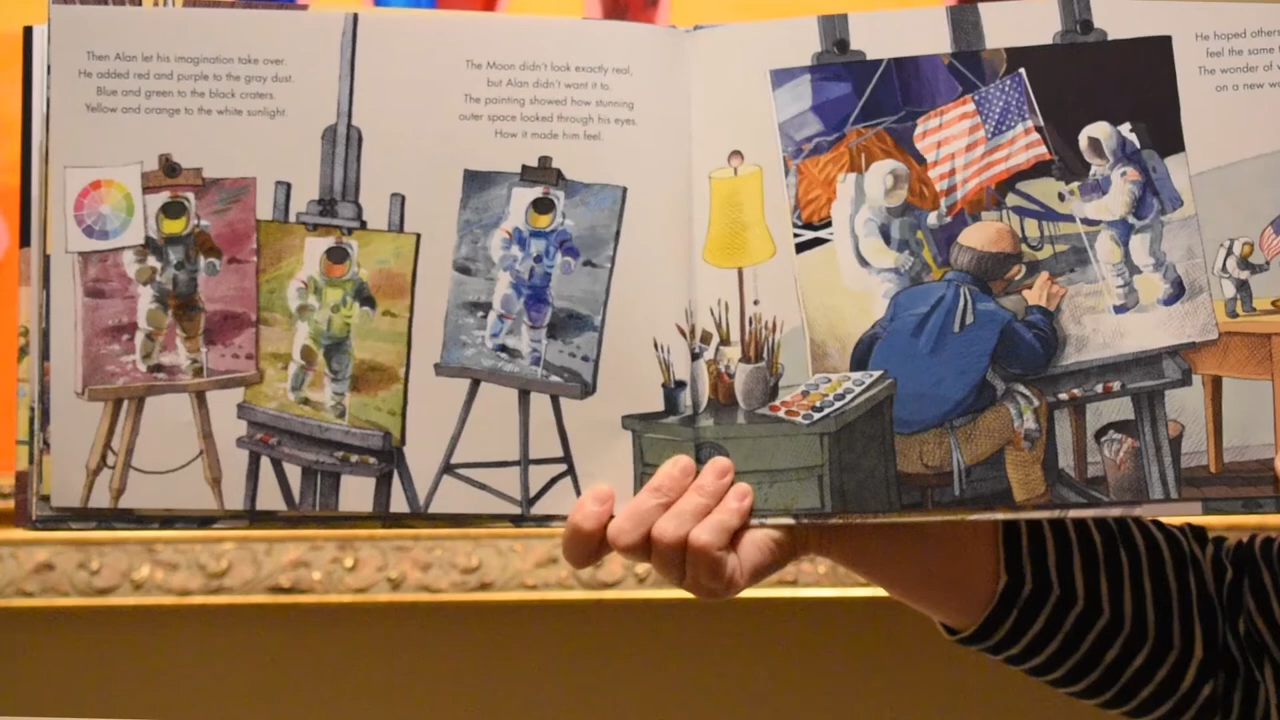 Then Alan let his imagination take over.
He added red and purple to the gray dust.
Blue and green to the black craters.
Yellow and orange to the white sunlight.
The Moon didn't look exactly real,
but Alan didn't want it to.
The painting showed how stunning
outer space looked through his eyes.
How it made him feel.
He hoped others
feel the same
The wonder of
on a new